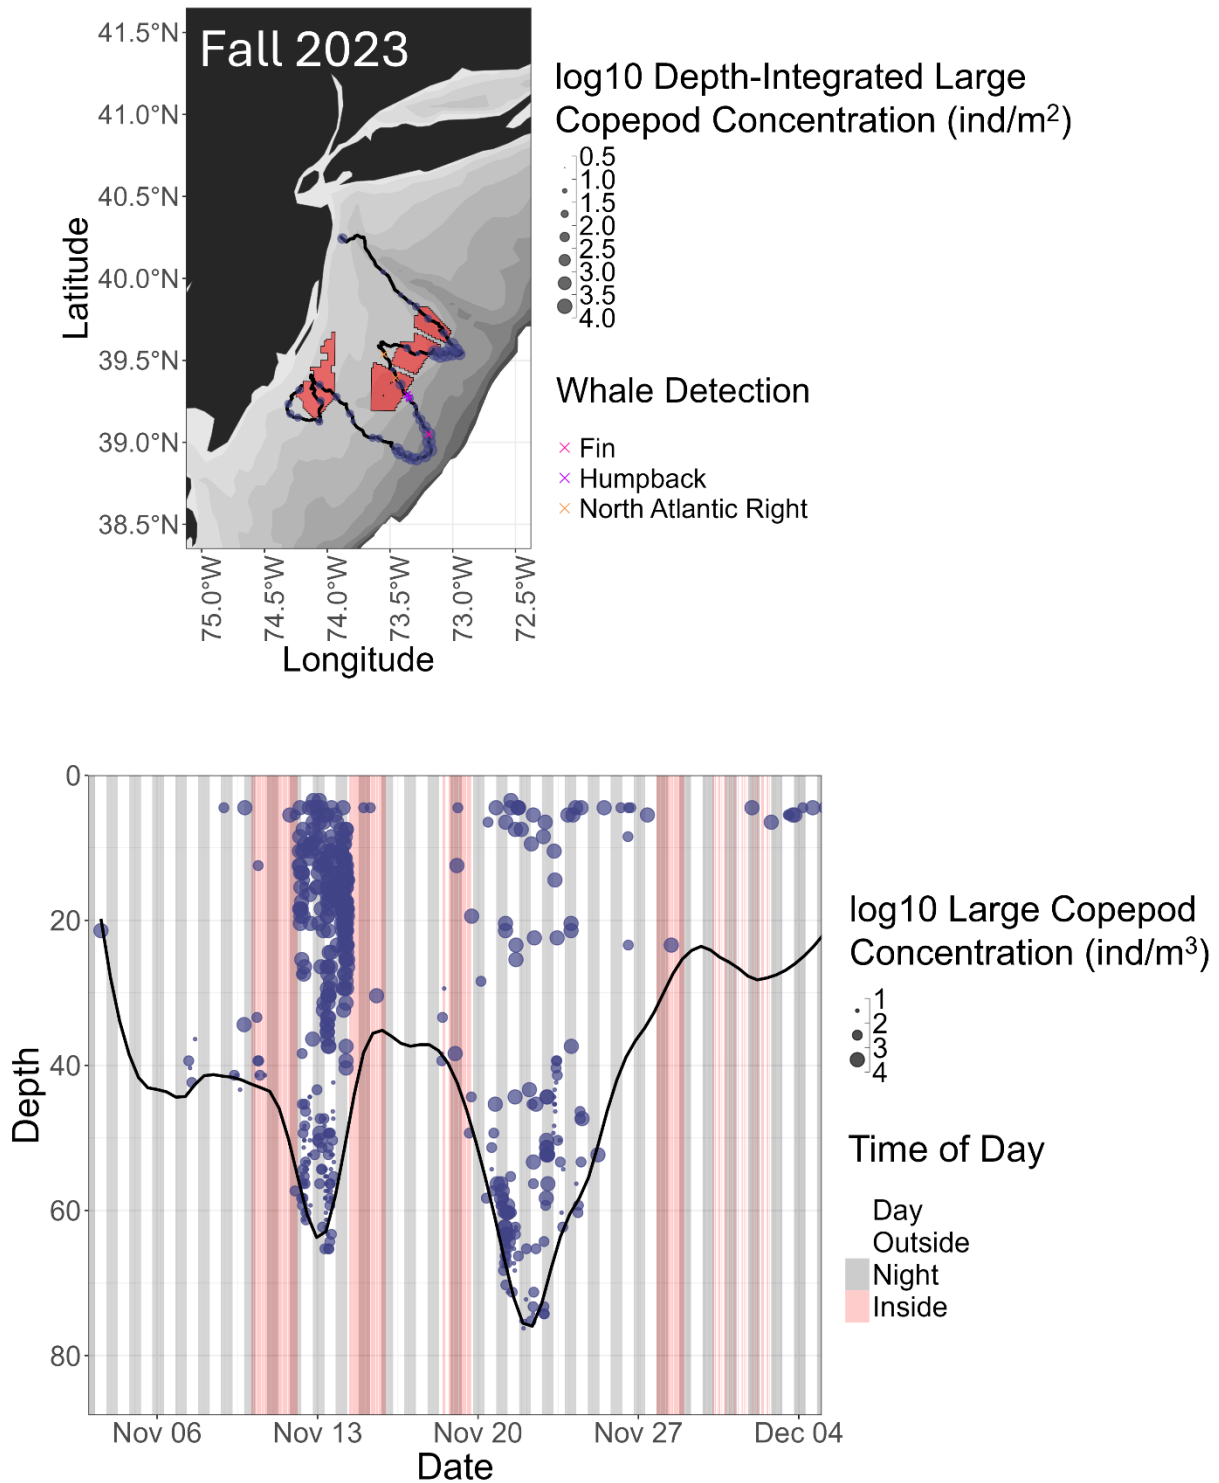 Fall 2023
41.5°N
41.0°N
40.5°N
40.0°N
39.5°N
39.0°N
38.5°N
Latitude
75.0°W
74.5°W
74.0°W
73.5°W
73.0°W
72.5°W
Longitude
log10 Depth-Integrated Large
Copepod Concentration (ind/m²)
0.5
1.0
1.5
2.0
2.5
3.0
3.5
4.0
Whale Detection
Fin
Humpback
North Atlantic Right
0
20
40
60
80
Depth
Nov 06
Nov 13
Nov 20
Nov 27
Dec 04
Date
log10 Large Copepod
Concentration (ind/m³)
1
2
3
4
Time of Day
Day
Outside
Night
Inside